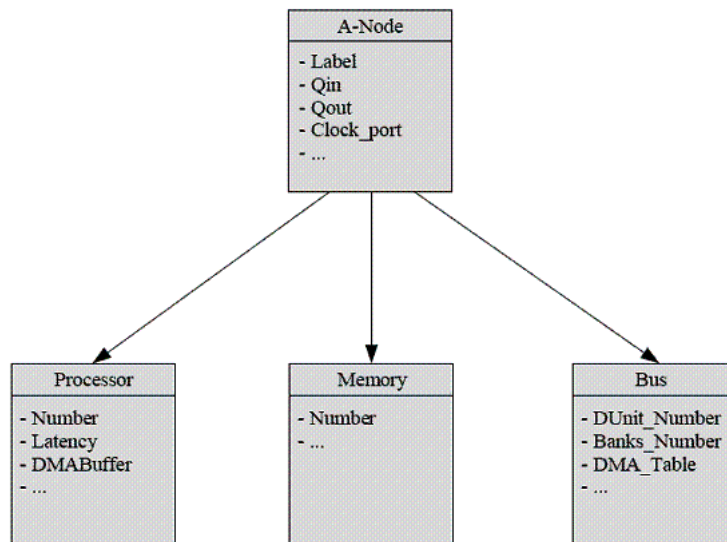 A-Node
- Label
- Qin
- Qout
- Clock_port
- ...
Processor
- Number
- Latency
- DMABuffer
- ...
Memory
- Number
- ...
Bus
- DUnit_Number
- Banks_Number
- DMA_Table
- ...